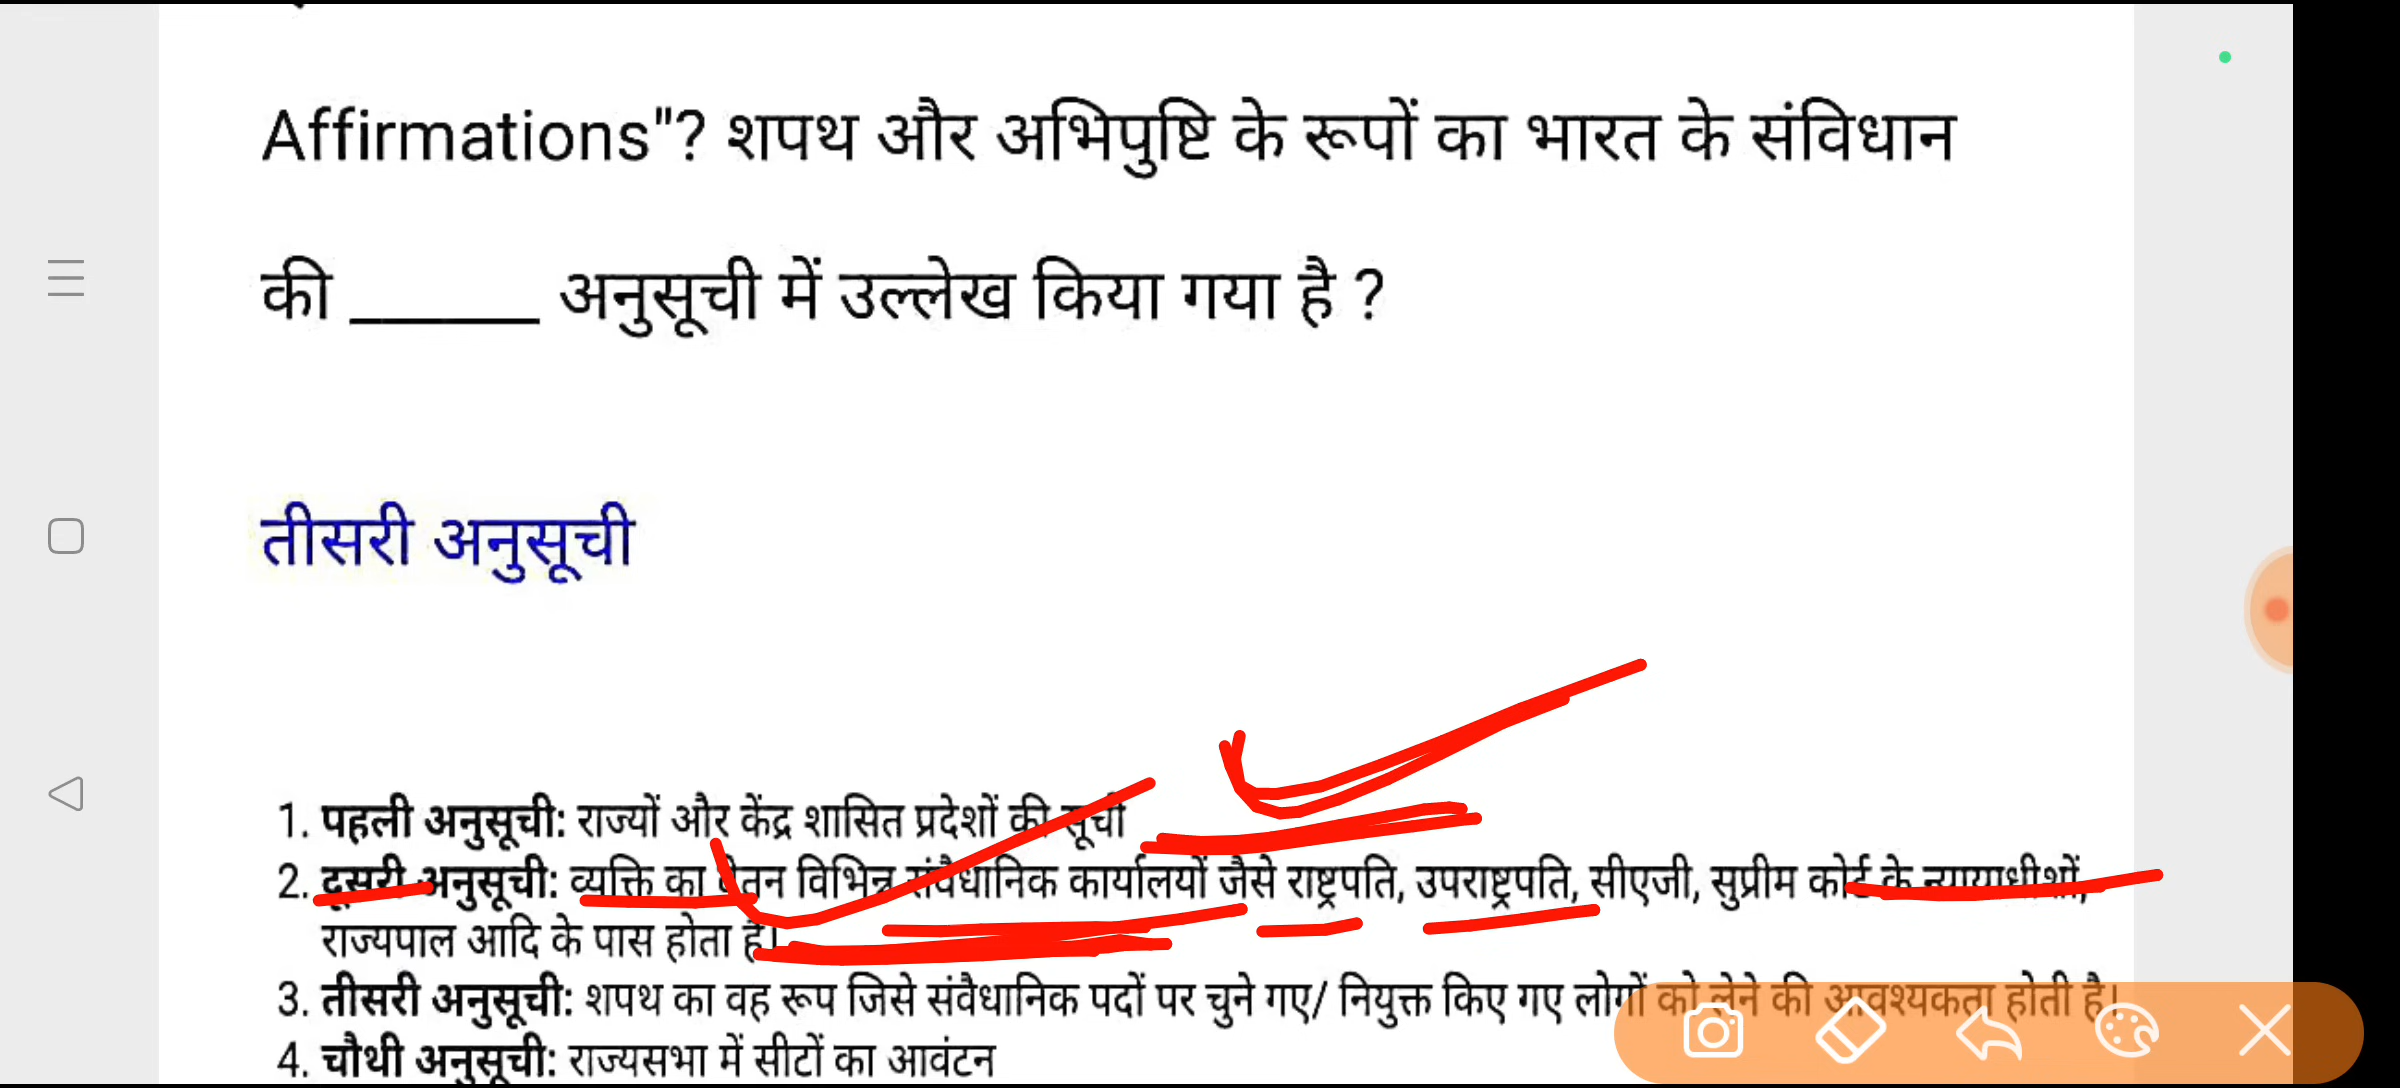 Affirmations"? शपथ और अभिपुष्टि के रूपों का भारत के संविधान
की ______ अनुसूची में उल्लेख किया गया है ?
तीसरी अनुसूची
1. पहली अनुसूची: राज्यों और केंद्र शासित प्रदेशों की सूची
2. दूसरी अनुसूची: व्यक्ति का वेतन विभिन्न संवैधानिक कार्यालयों जैसे राष्ट्रपति, उपराष्ट्रपति, सीएजी, सुप्रीम कोर्ट के न्यायाधीशों,
राज्यपाल आदि के पास होता है।
3. तीसरी अनुसूची: शपथ का वह रूप जिसे संवैधानिक पदों पर चुने गए/ नियुक्त किए गए लोगों को लेने की आवश्यकता होती है।
4. चौथी अनुसूची: राज्यसभा में सीटों का आवंटन